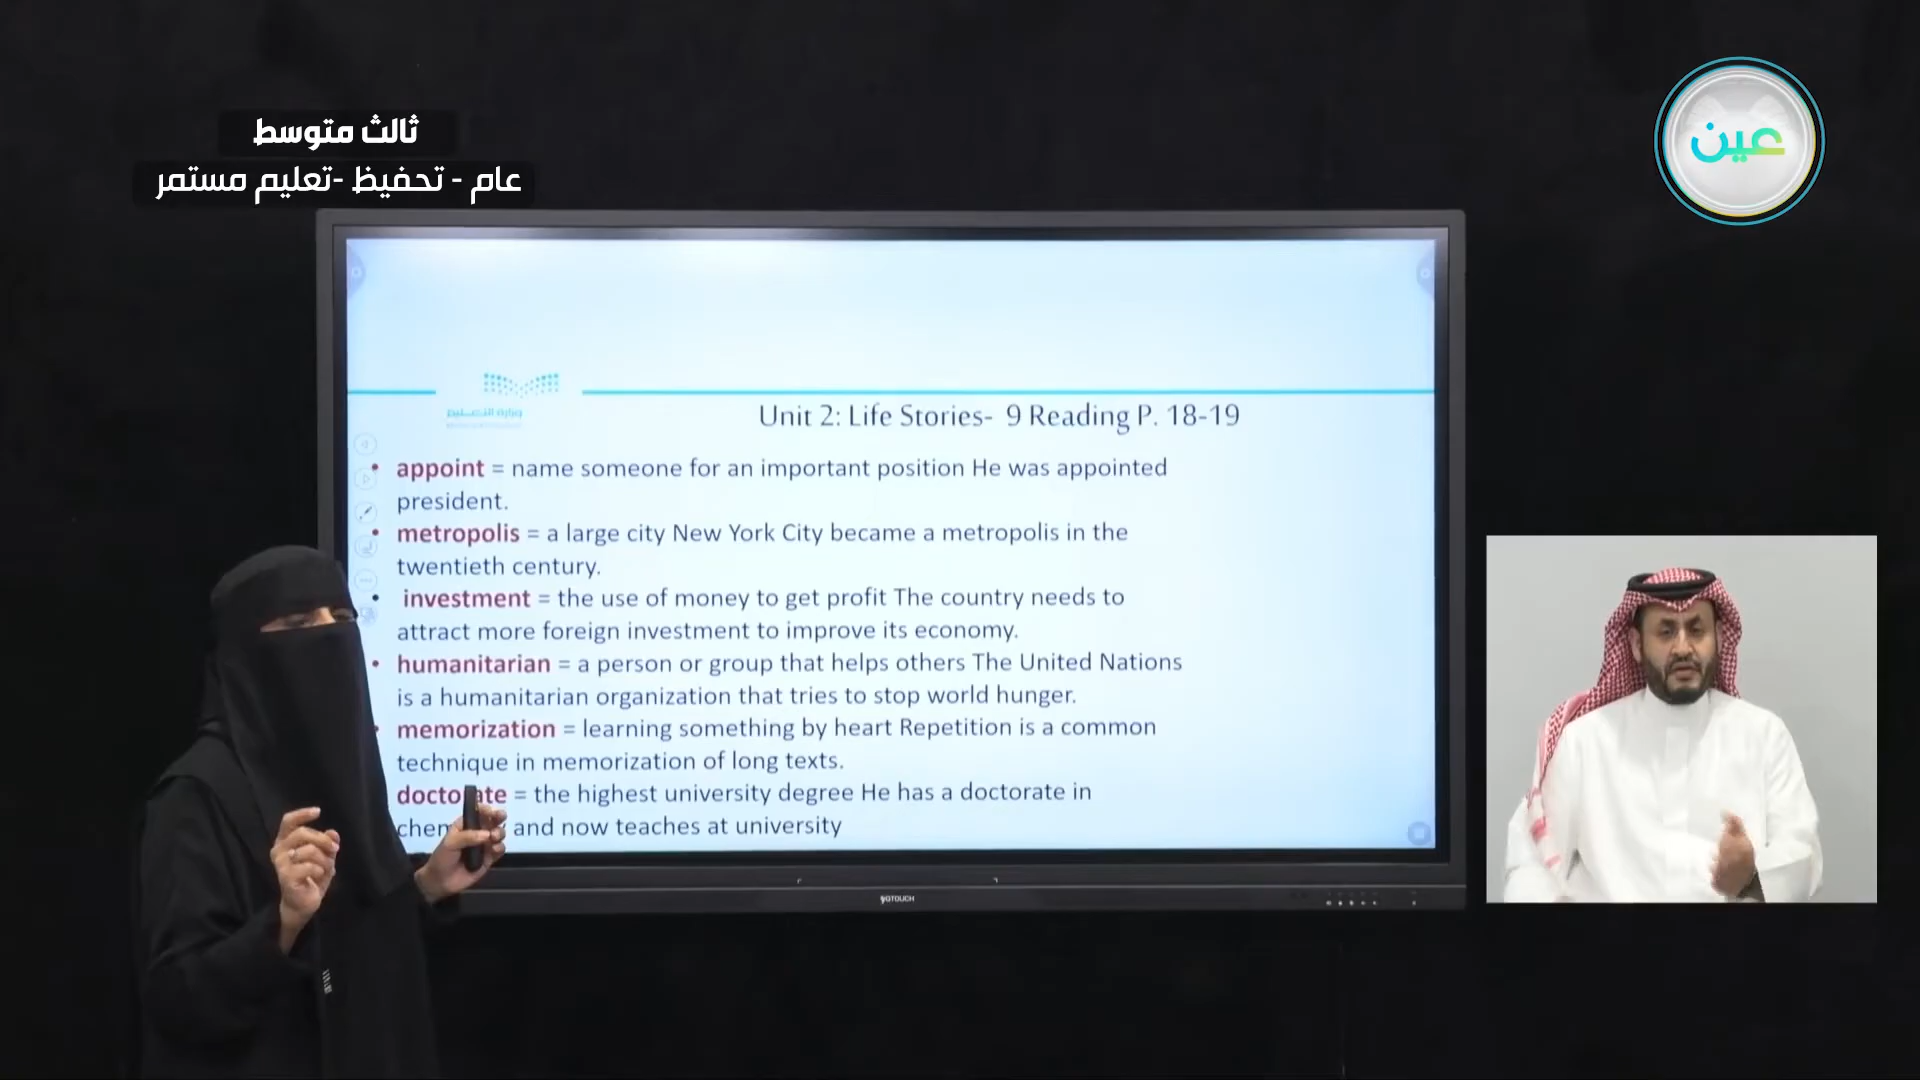 ثالث متوسط
عام - تحفيظ -تعليم مستمر
عين
وزارة التعليم
Unit 2: Life Stories- 9 Reading P. 18-19
• appoint = name someone for an important position He was appointed
president.
• metropolis = a large city New York City became a metropolis in the
twentieth century.
• investment = the use of money to get profit The country needs to
attract more foreign investment to improve its economy.
• humanitarian = a person or group that helps others The United Nations
is a humanitarian organization that tries to stop world hunger.
• memorization = learning something by heart Repetition is a common
technique in memorization of long texts.
doctorate = the highest university degree He has a doctorate in
and now teaches at university